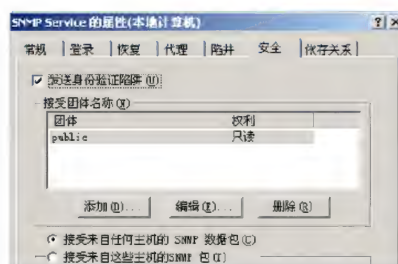 SNMP Service 的属性(本地计算机)
常规 登录 恢复 代理 陷井 安全 依存关系
发送身份验证陷阱(U)
接受团体名称(N)
团体 权利
public 只读
添加(D)... 编辑(E)... 删除(R)
接受来自任何主机的 SNMP 数据包(C)
接受来自这些主机的SNMP 包(T)